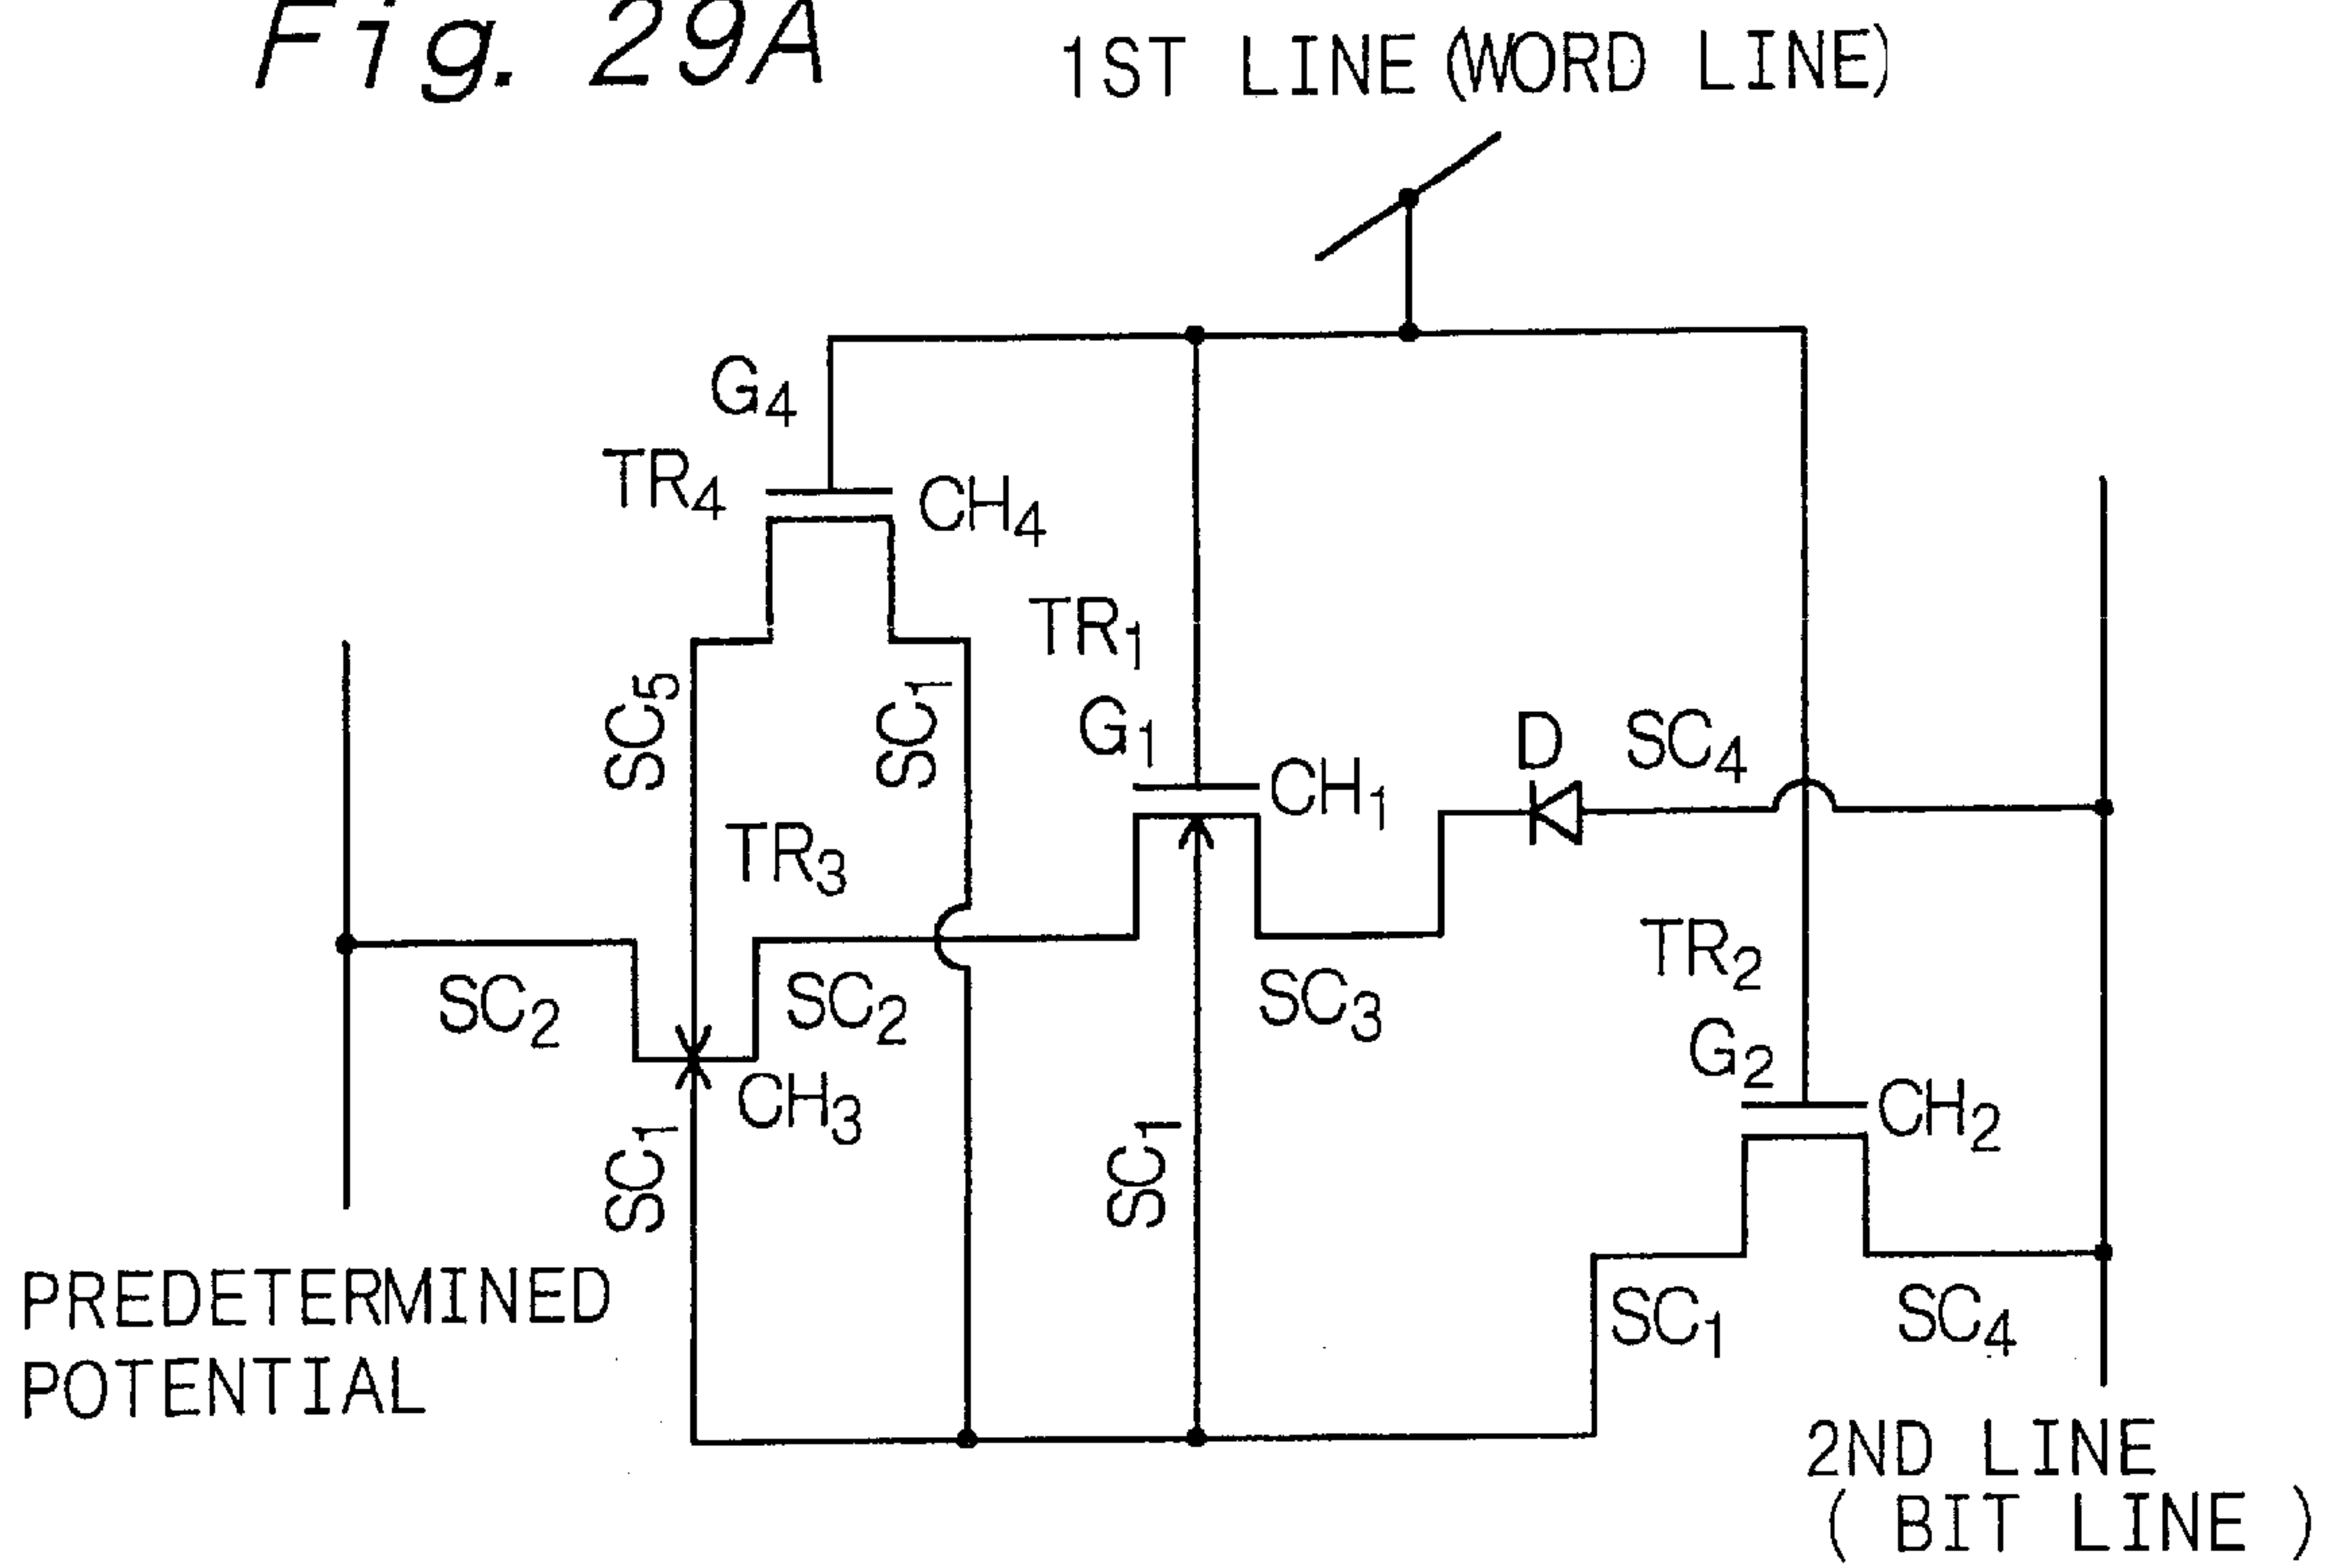 Fig. 29A
1ST LINE (WORD LINE)
G4
TR4
CH4
TR1
SC5
SC1
G1
CH1
D
SC4
TR3
TR2
SC2
SC2
SC3
G2
CH3
CH2
SC1
SC1
SC1
SC4
PREDETERMINED
POTENTIAL
2ND LINE
( BIT LINE )